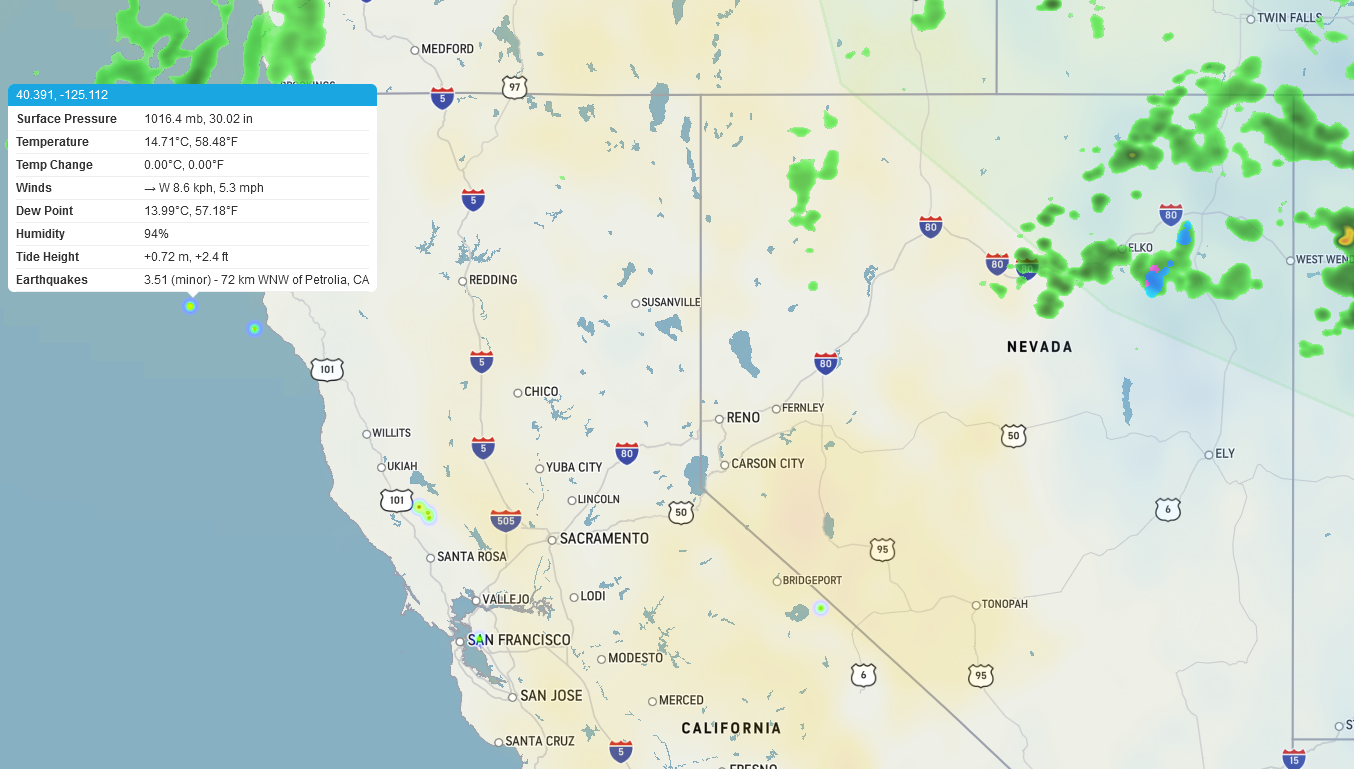 TWIN FALLS
MEDFORD
97
5
40.391, -125.112
Surface Pressure 1016.4 mb, 30.02 in
Temperature 14.71°C, 58.48°F
Temp Change 0.00°C, 0.00°F
Winds → W 8.6 kph, 5.3 mph
Dew Point 13.99°C, 57.18°F
Humidity 94%
Tide Height +0.72 m, +2.4 ft
Earthquakes 3.51 (minor) - 72 km WNW of Petrolia, CA
5
80
80
ELKO
80
80
WEST WEN
REDDING
SUSANVILLE
NEVADA
101
5
80
CHICO
RENO
FERNLEY
WILLITS
50
5
80
ELY
UKIAH
YUBA CITY
CARSON CITY
101
LINCOLN
505
50
6
SACRAMENTO
SANTA ROSA
95
BRIDGEPORT
VALLEJO
LODI
TONOPAH
SAN FRANCISCO
MODESTO
6
95
SAN JOSE
MERCED
CALIFORNIA
S
SANTA CRUZ
5
15
FRESNO